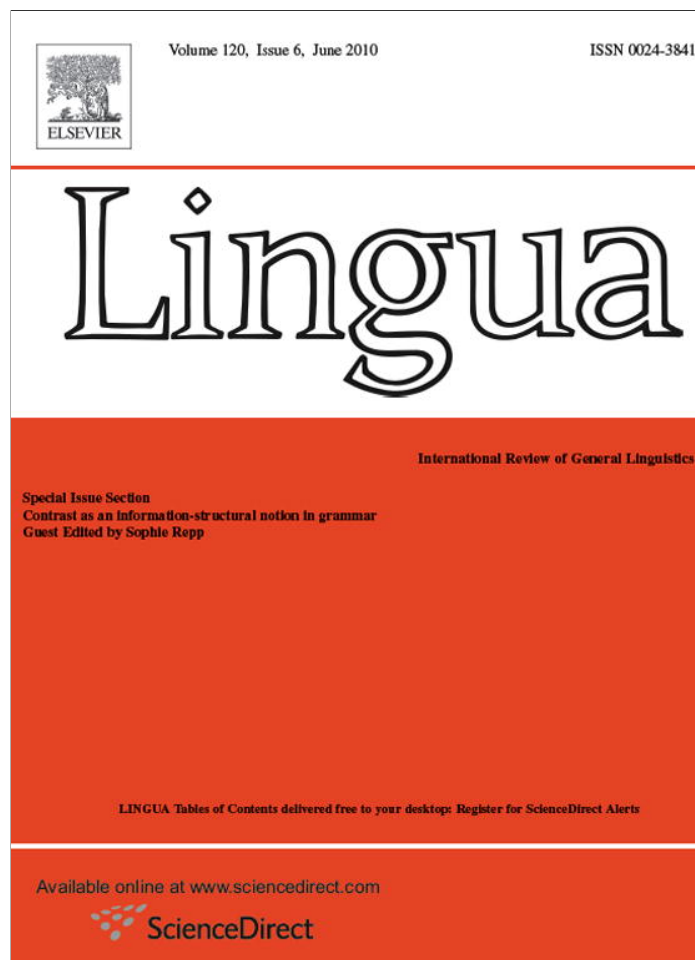 Volume 120, Issue 6, June 2010
ISSN 0024-3841
ELSEVIER
Lingua
International Review of General Linguistics
Special Issue Section
Contrast as an information-structural notion in grammar
Guest Edited by Sophie Repp
LINGUA Tables of Contents delivered free to your desktop: Register for ScienceDirect Alerts
Available online at www.sciencedirect.com
ScienceDirect